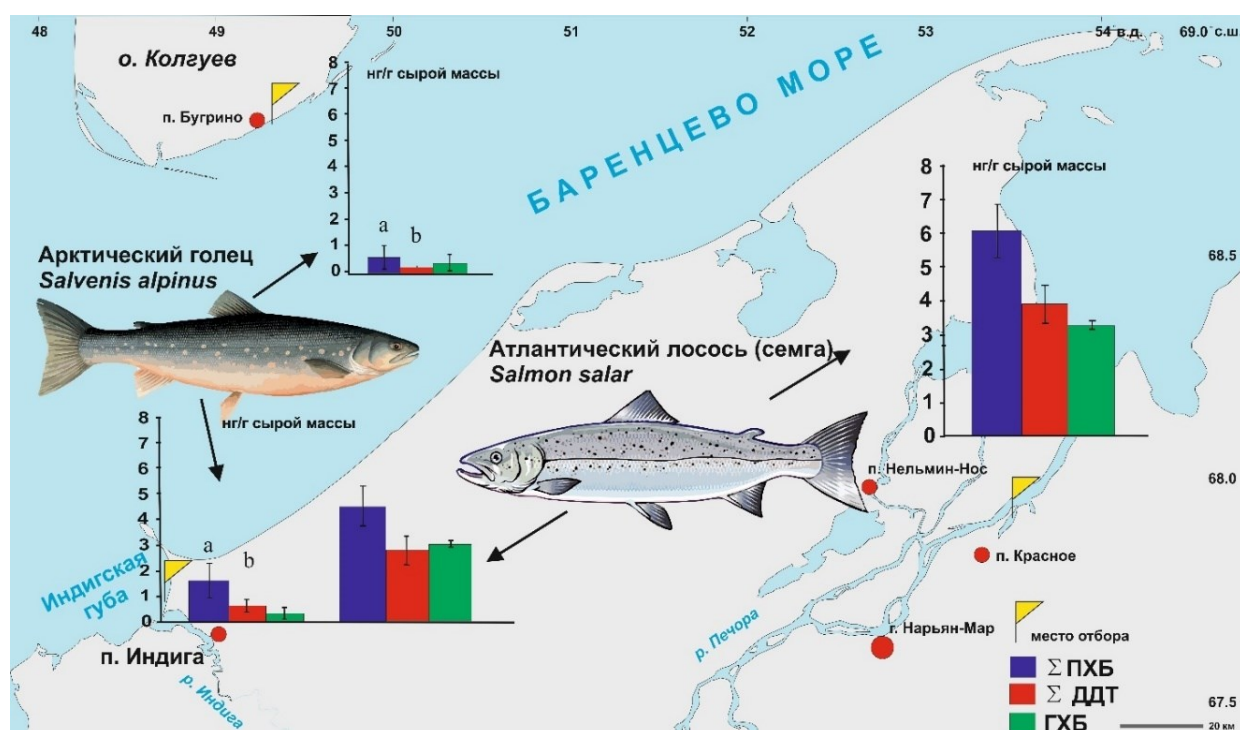 48 49 50 51 52 53 54˚в.д. 69.0˚с.ш.
о. Колгуев
п. Бугрино
8
нг/г сырой массы
7
6
5
4
3
2
1
0
a
b
БАРЕНЦЕВО МОРЕ
8
нг/г сырой массы
7
6
5
4
3
2
1
0
68.5
Арктический голец
Salvenis alpinus
Атлантический лосось (семга)
Salmon salar
8
нг/г сырой массы
7
6
5
4
3
2
1
0
a
b
п. Нельмин-Нос
68.0
п. Красное
Индигская
губа
п. Индига
р. Индига
р. Печора
г. Нарьян-Мар
место отбора
Σ ПХБ
Σ ДДТ
ГХБ
67.5
20 км